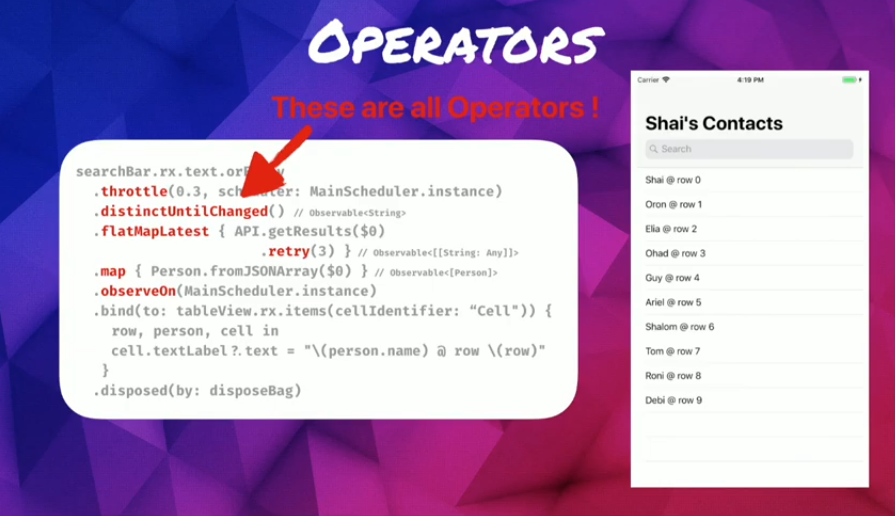 OPERATORS
These are all Operators !
searchBar.rx.text.or
.throttle(0.3, scheduler: MainScheduler.instance)
.distinctUntilChanged() // Observable<String>
.flatMapLatest { API.getResults($0)
.retry(3) } // Observable<[[String: Any]]>
.map { Person.fromJSONArray($0) } // Observable<[Person]>
.observeOn(MainScheduler.instance)
.bind(to: tableView.rx.items(cellIdentifier: “Cell")) {
row, person, cell in
cell.textLabel?.text = "\(person.name) @ row \(row)"
}
.disposed(by: disposeBag)
Carrier 4:19 PM
Shai's Contacts
Search
Shai @ row 0
Oron @ row 1
Elia @ row 2
Ohad @ row 3
Guy @ row 4
Ariel @ row 5
Shalom @ row 6
Tom @ row 7
Roni @ row 8
Debi @ row 9